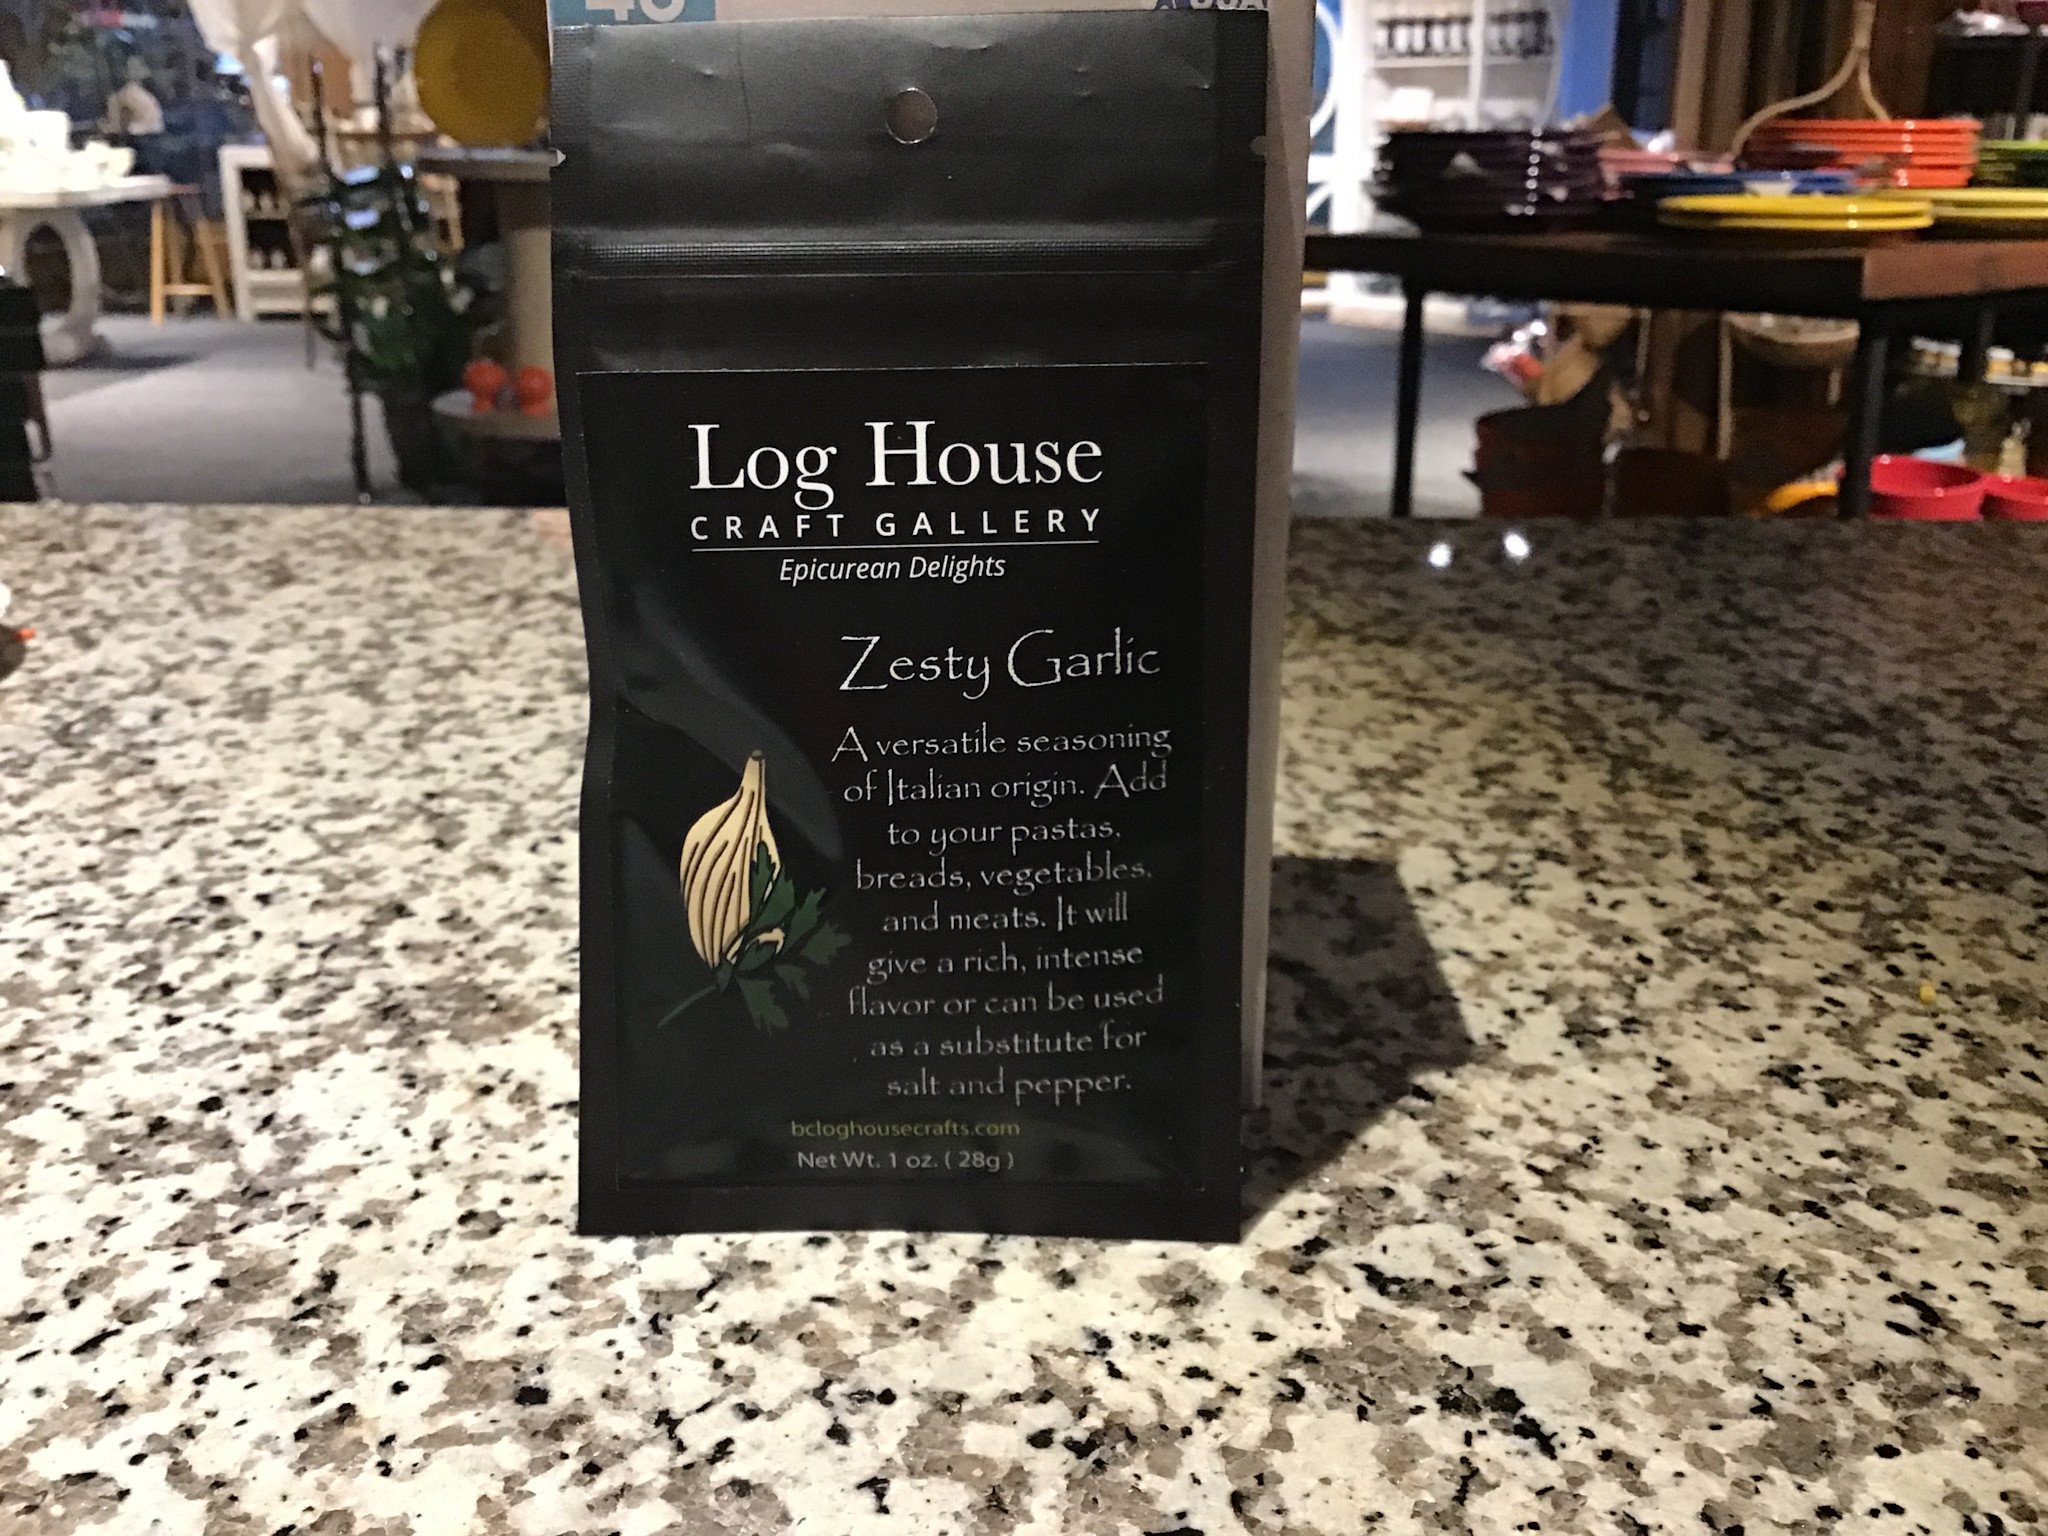 Log House
CRAFT GALLERY
Epicurean Delights
Zesty Garlic
A versatile seasoning
of Italian origin. Add
to your pastas,
breads, vegetables,
and meats. It will
give a rich, intense
flavor or can be used
as a substitute for
salt and pepper.
bcloghousecrafts.com
Net Wt. 1 oz. ( 28g )